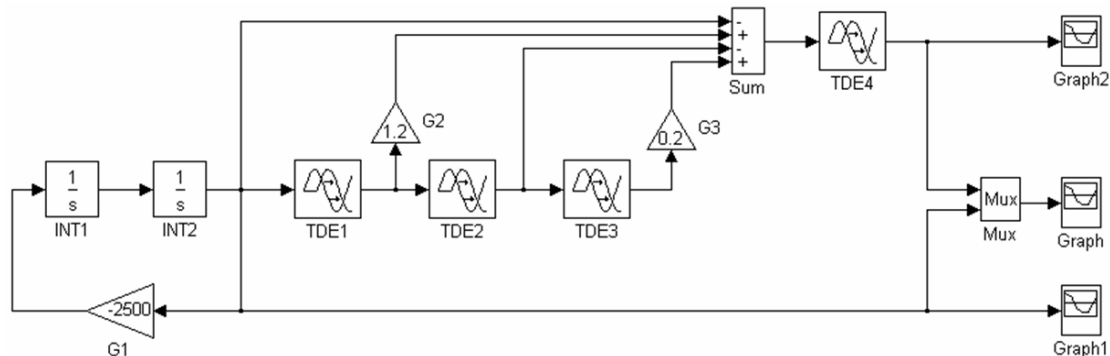 -
+
-
+
Sum
TDE4
Graph2
1.2
G2
0.2
G3
1
s
INT1
1
s
INT2
TDE1
TDE2
TDE3
Mux
Mux
Graph
-2500
G1
Graph1